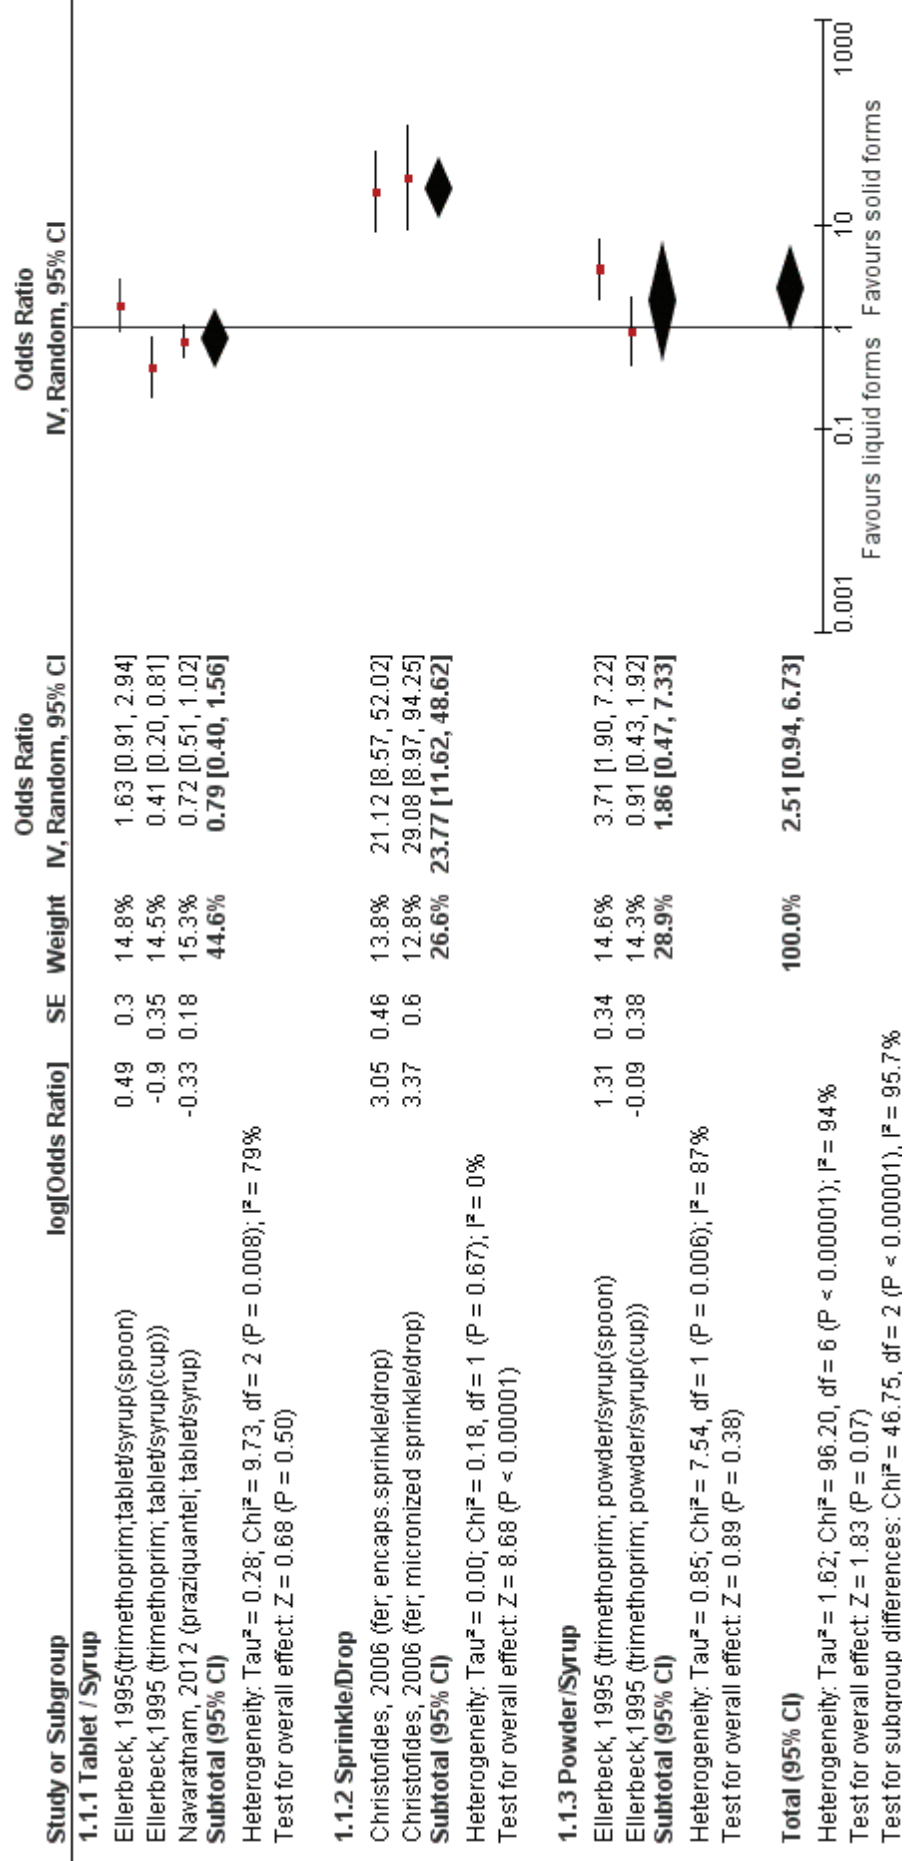 Odds Ratio Odds Ratio
Study or Subgroup log[Odds Ratio] SE Weight IV, Random, 95% CI IV, Random, 95% CI
1.1.1 Tablet / Syrup
Ellerbeck, 1995(trimethoprim;tablet/syrup(spoon) 0.49 0.3 14.8% 1.63 [0.91, 2.94]
Ellerbeck,1995 (trimethoprim; tablet/syrup(cup)) -0.9 0.35 14.5% 0.41 [0.20, 0.81]
Navaratnam, 2012 (praziquantel; tablet/syrup) -0.33 0.18 15.3% 0.72 [0.51, 1.02]
Subtotal (95% CI) 44.6% 0.79 [0.40, 1.56]
Heterogeneity: Tau² = 0.28; Chi² = 9.73, df = 2 (P = 0.008); I² = 79%
Test for overall effect: Z = 0.68 (P = 0.50)
1.1.2 Sprinkle/Drop
Christofides, 2006 (fer; encaps.sprinkle/drop) 3.05 0.46 13.8% 21.12 [8.57, 52.02]
Christofides, 2006 (fer; micronized sprinkle/drop) 3.37 0.6 12.8% 29.08 [8.97, 94.25]
Subtotal (95% CI) 26.6% 23.77 [11.62, 48.62]
Heterogeneity: Tau² = 0.00; Chi² = 0.18, df = 1 (P = 0.67); I² = 0%
Test for overall effect: Z = 8.68 (P < 0.00001)
1.1.3 Powder/Syrup
Ellerbeck, 1995 (trimethoprim; powder/syrup(spoon) 1.31 0.34 14.6% 3.71 [1.90, 7.22]
Ellerbeck,1995 (trimethoprim; powder/syrup(cup)) -0.09 0.38 14.3% 0.91 [0.43, 1.92]
Subtotal (95% CI) 28.9% 1.86 [0.47, 7.33]
Heterogeneity: Tau² = 0.85; Chi² = 7.54, df = 1 (P = 0.006); I² = 87%
Test for overall effect: Z = 0.89 (P = 0.38)
Total (95% CI) 100.0% 2.51 [0.94, 6.73]
Heterogeneity: Tau² = 1.62; Chi² = 96.20, df = 6 (P < 0.00001); I² = 94%
Test for overall effect: Z = 1.83 (P = 0.07)
Test for subgroup differences: Chi² = 46.75, df = 2 (P < 0.00001), I² = 95.7%
0.001 0.1 1 10 1000
Favours liquid forms Favours solid forms